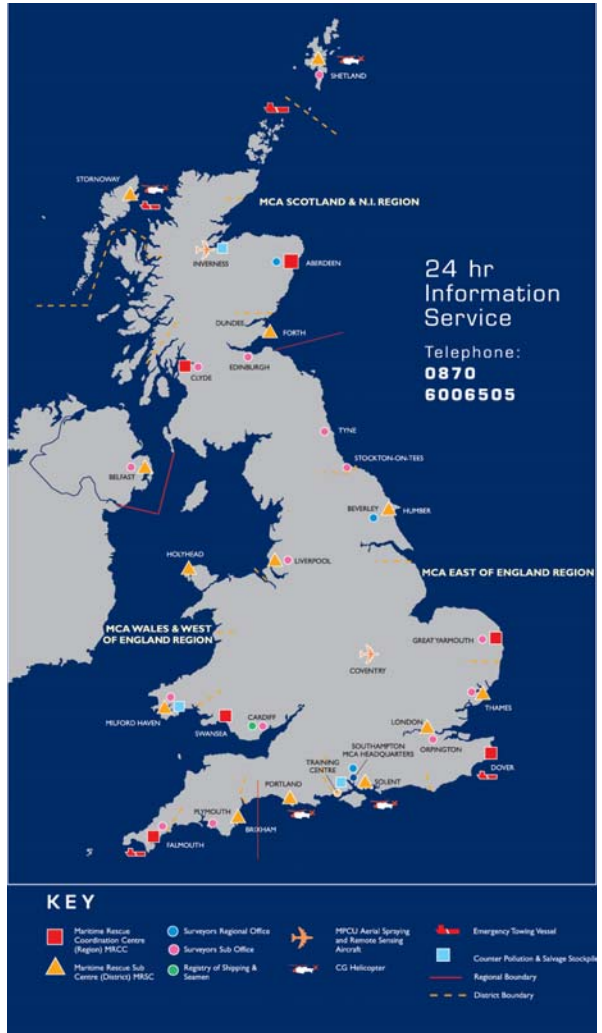 SHETLAND
STORNOWAY
MCA SCOTLAND & N.I. REGION
INVERNESS
ABERDEEN
24 hr
Information
Service
Telephone:
0870
6006505
DUNDEE
FORTH
EDINBURGH
CLYDE
TYNE
STOCKTON-ON-TEES
BELFAST
BEVERLEY
HUMBER
HOLYHEAD
LIVERPOOL
MCA EAST OF ENGLAND REGION
MCA WALES & WEST
OF ENGLAND REGION
GREAT YARMOUTH
COVENTRY
MILFORD HAVEN
SWANSEA
CARDIFF
THAMES
LONDON
ORPINGTON
DOVER
SOUTHAMPTON
MCA HEADQUARTERS
TRAINING
CENTRE
SOLENT
PORTLAND
PLYMOUTH
BRIXHAM
FALMOUTH
KEY
Maritime Rescue
Coordination Centre
(Region) MRCC
Maritime Rescue Sub
Centre (District) MRSC
Surveyors Regional Office
Surveyors Sub Office
Registry of Shipping &
Seamen
MPCU Aerial Spraying
and Remote Sensing
Aircraft
CG Helicopter
Emergency Towing Vessel
Counter Pollution & Salvage Stockpile
Regional Boundary
District Boundary